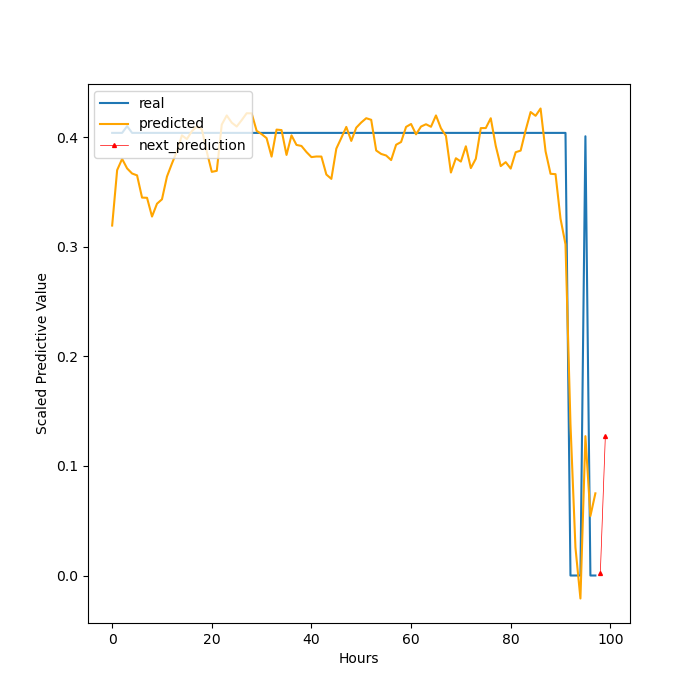 real
predicted
next_prediction
0.4
0.3
0.2
0.1
0.0
Scaled Predictive Value
0 20 40 60 80 100
Hours